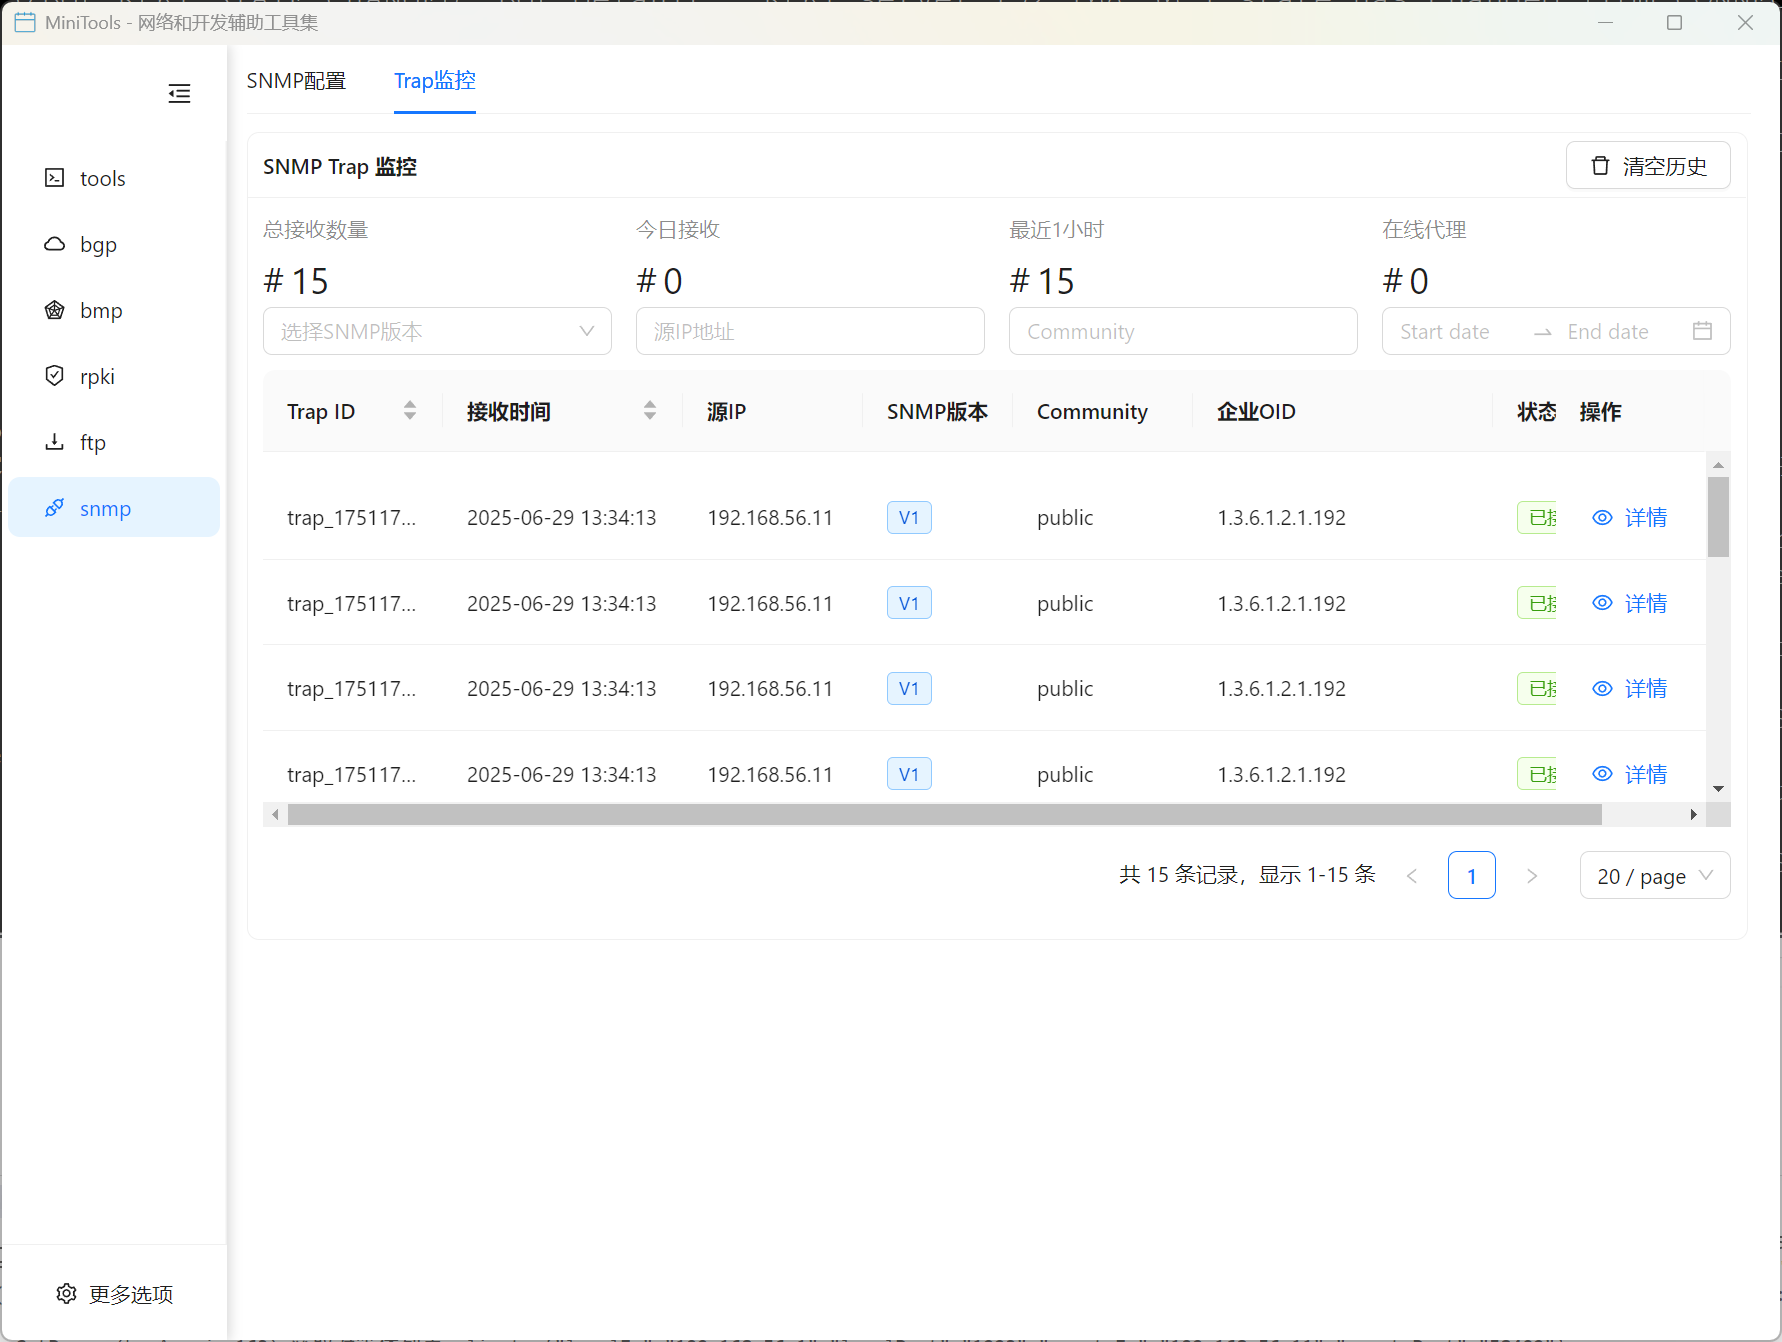 MiniTools - 网络和开发辅助工具集
SNMP配置
Trap监控
tools
bgp
bmp
rpki
ftp
snmp
更多选项
SNMP Trap 监控
清空历史
总接收数量
今日接收
最近1小时
在线代理
# 15
# 0
# 15
# 0
选择SNMP版本
源IP地址
Community
Start date
End date
Trap ID 接收时间 源IP SNMP版本 Community 企业OID 状态 操作
trap_175117... 2025-06-29 13:34:13 192.168.56.11 V1 public 1.3.6.1.2.1.192 已 详情
trap_175117... 2025-06-29 13:34:13 192.168.56.11 V1 public 1.3.6.1.2.1.192 已 详情
trap_175117... 2025-06-29 13:34:13 192.168.56.11 V1 public 1.3.6.1.2.1.192 已 详情
trap_175117... 2025-06-29 13:34:13 192.168.56.11 V1 public 1.3.6.1.2.1.192 已 详情
共 15 条记录，显示 1-15 条
1
20 / page